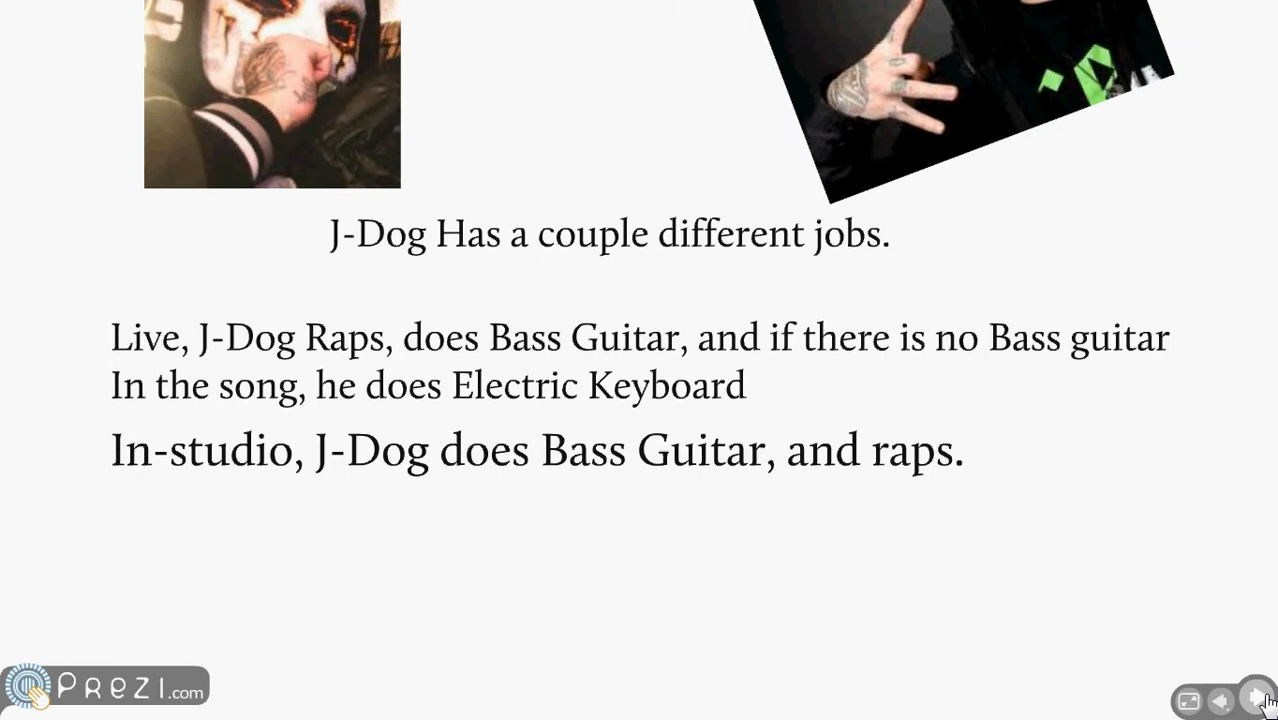 J-Dog Has a couple different jobs.
Live, J-Dog Raps, does Bass Guitar, and if there is no Bass guitar
In the song, he does Electric Keyboard
In-studio, J-Dog does Bass Guitar, and raps.
PREZI.com